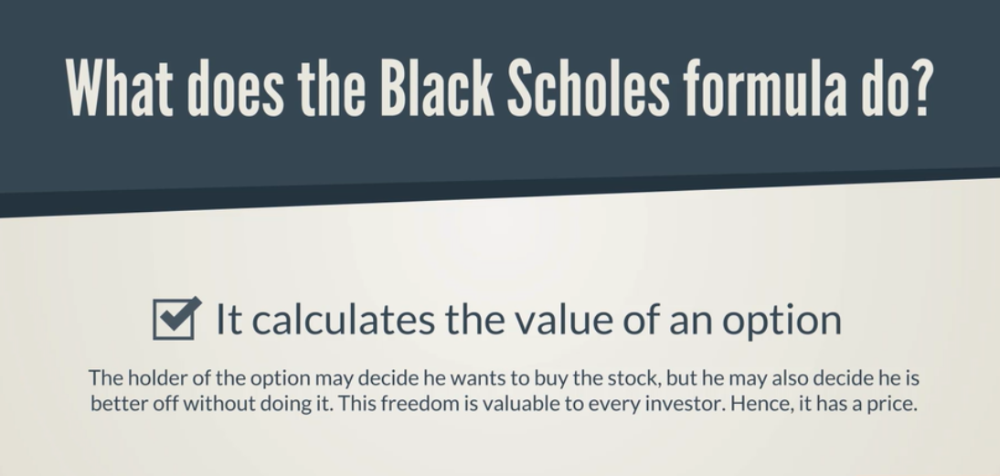 What does the Black Scholes formula do?
It calculates the value of an option
The holder of the option may decide he wants to buy the stock, but he may also decide he is
better off without doing it. This freedom is valuable to every investor. Hence, it has a price.